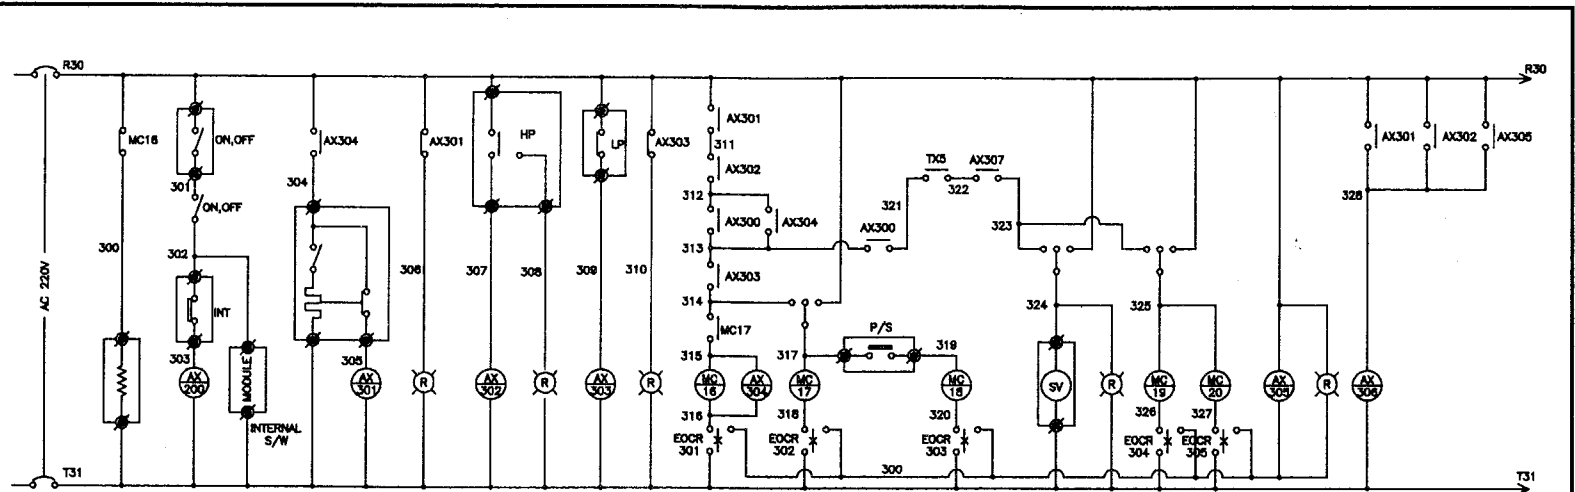 R30
R30
MC16
ON,OFF
301
ON,OFF
302
INT
303
AX
200
MODULE
INTERNAL
S/W
300
AC 220V
T31
AX304
304
305
AX
301
AX301
306
R
HP
307
AX
302
308
R
LP
309
AX
303
AX303
310
R
AX301
311
AX302
312
AX300
AX304
313
AX303
314
MC17
315
MC
16
AX
304
316
EOCR
301
317
MC
17
318
EOCR
302
P/S
319
MC
18
320
EOCR
303
300
AX300
321
TX5
322
AX307
323
324
SV
R
325
MC
19
MC
20
326
327
EOCR
304
EOCR
305
AX
305
R
AX301
AX302
AX305
328
AX
306
T31